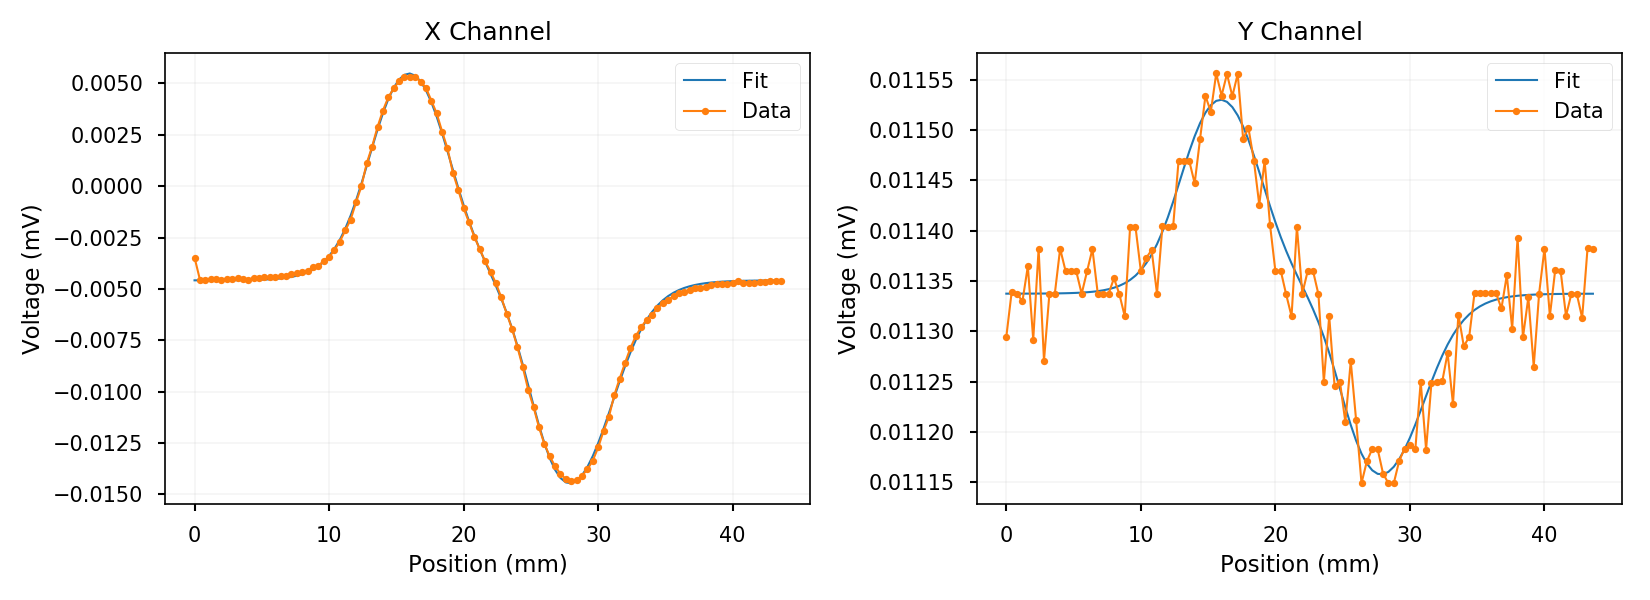 X Channel
Voltage (mV)
0.0050
0.0025
0.0000
−0.0025
−0.0050
−0.0075
−0.0100
−0.0125
−0.0150
Fit
Data
0 10 20 30 40
Position (mm)
Y Channel
Voltage (mV)
0.01155
0.01150
0.01145
0.01140
0.01135
0.01130
0.01125
0.01120
0.01115
Fit
Data
0 10 20 30 40
Position (mm)